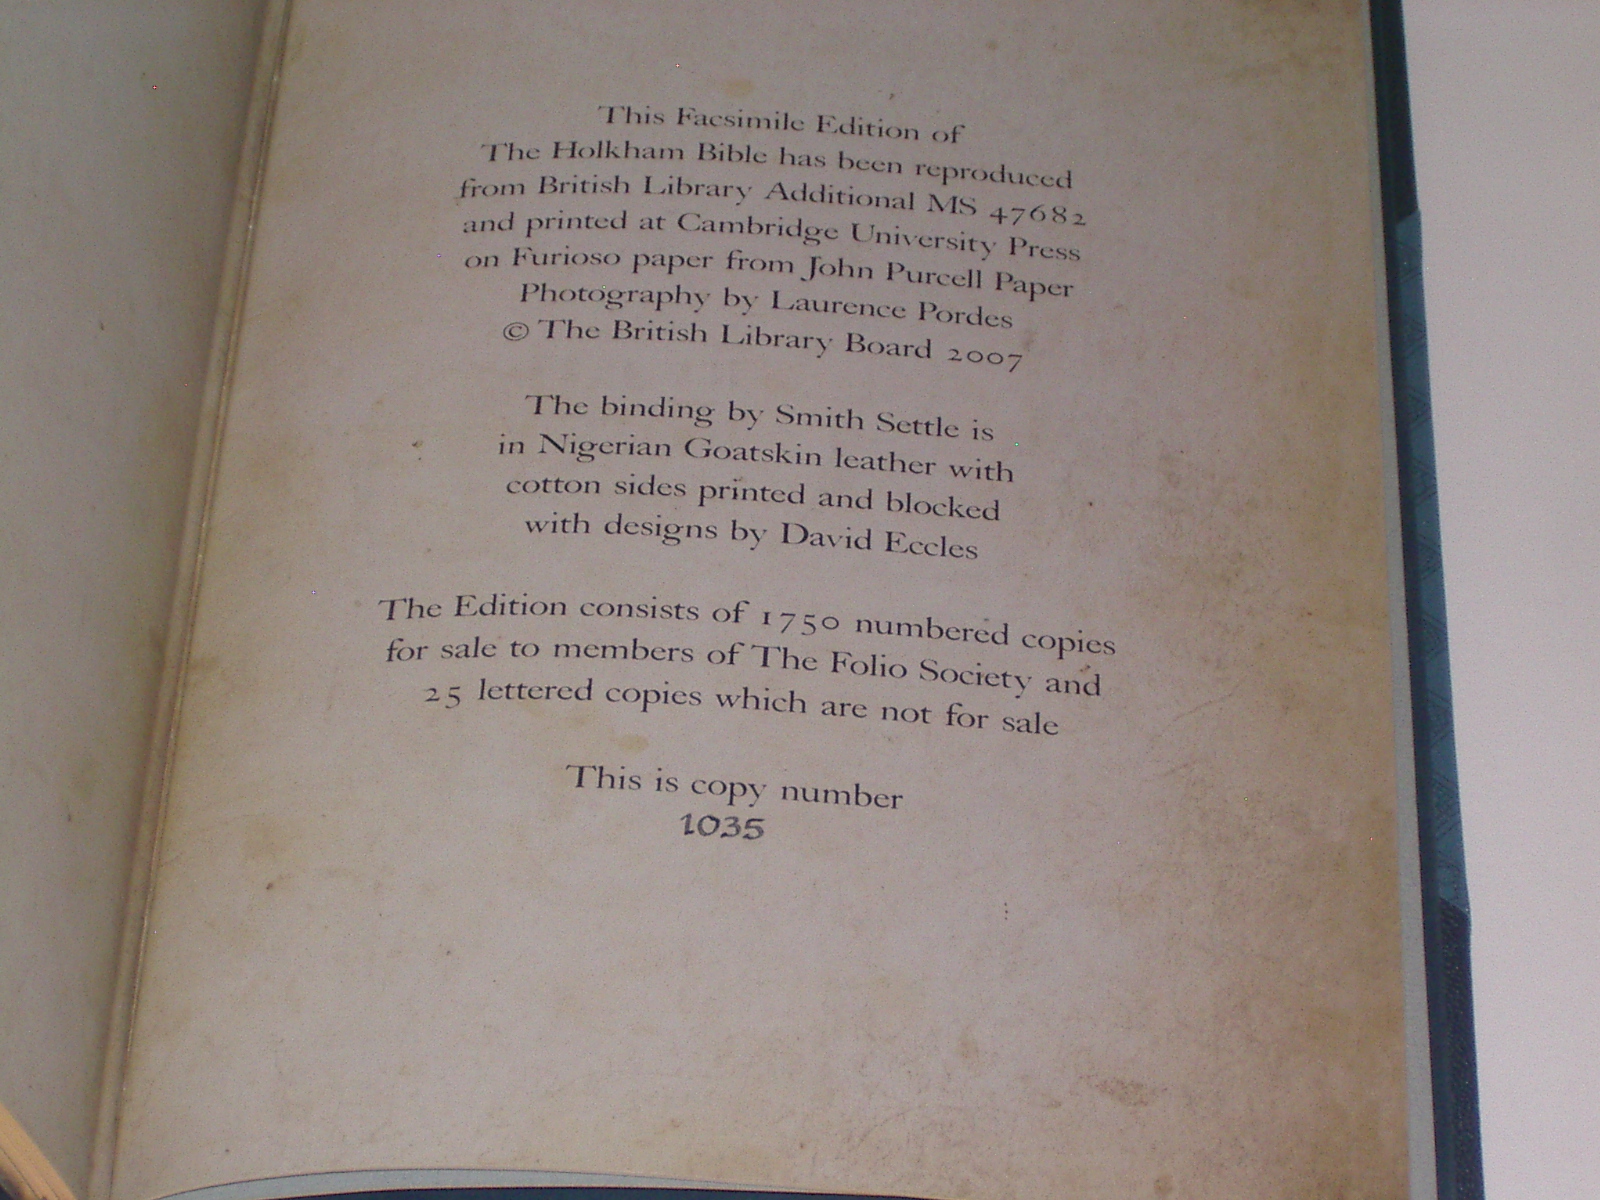 This Facsimile Edition of
The Holkham Bible has been reproduced
from British Library Additional MS 47682
and printed at Cambridge University Press
on Furioso paper from John Purcell Paper
Photography by Laurence Pordes
© The British Library Board 2007
The binding by Smith Settle is
in Nigerian Goatskin leather with
cotton sides printed and blocked
with designs by David Eccles
The Edition consists of 1750 numbered copies
for sale to members of The Folio Society and
25 lettered copies which are not for sale
This is copy number
1035